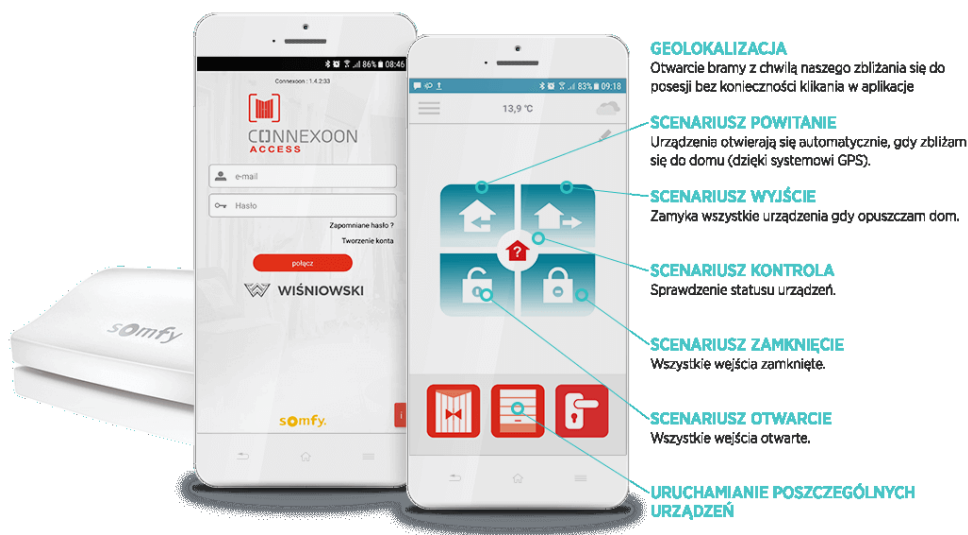 somfy
86% 08:46
Connexoon : 1.4.2:33
CONNEXOON
ACCESS
e-mail
Hasło
Zapomniane hasło ?
Tworzenie konta
połącz
WIŚNIOWSKI
somfy.
i
83% 09:18
13,9 °C
?
GEOLOKALIZACJA
Otwarcie bramy z chwilą naszego zbliżania się do
posesji bez konieczności klikania w aplikacje
SCENARIUSZ POWITANIE
Urządzenia otwierają się automatycznie, gdy zbliżam
się do domu (dzięki systemowi GPS).
SCENARIUSZ WYJŚCIE
Zamyka wszystkie urządzenia gdy opuszczam dom.
SCENARIUSZ KONTROLA
Sprawdzenie statusu urządzeń.
SCENARIUSZ ZAMKNIĘCIE
Wszystkie wejścia zamknięte.
SCENARIUSZ OTWARCIE
Wszystkie wejścia otwarte.
URUCHAMIANIE POSZCZEGÓLNYCH
URZĄDZEŃ